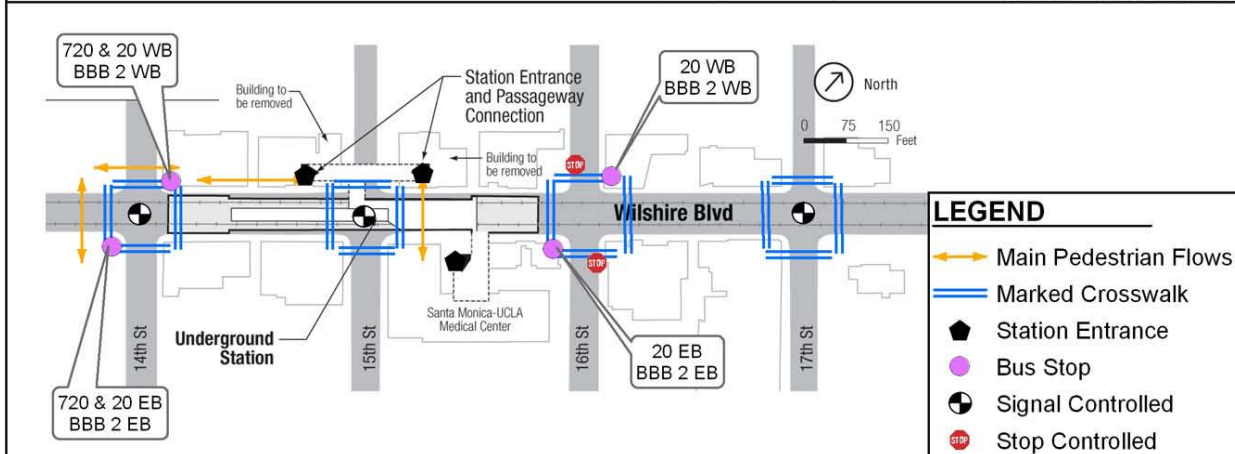 720 & 20 WB
BBB 2 WB
Building to
be removed
Station Entrance
and Passageway
Connection
Building to
be removed
20 WB
BBB 2 WB
North
0 75 150
Feet
STOP
Wilshire Blvd
STOP
Santa Monica-UCLA
Medical Center
Underground
Station
14th St
15th St
16th St
17th St
720 & 20 EB
BBB 2 EB
20 EB
BBB 2 EB
LEGEND
Main Pedestrian Flows
Marked Crosswalk
Station Entrance
Bus Stop
Signal Controlled
STOP Stop Controlled